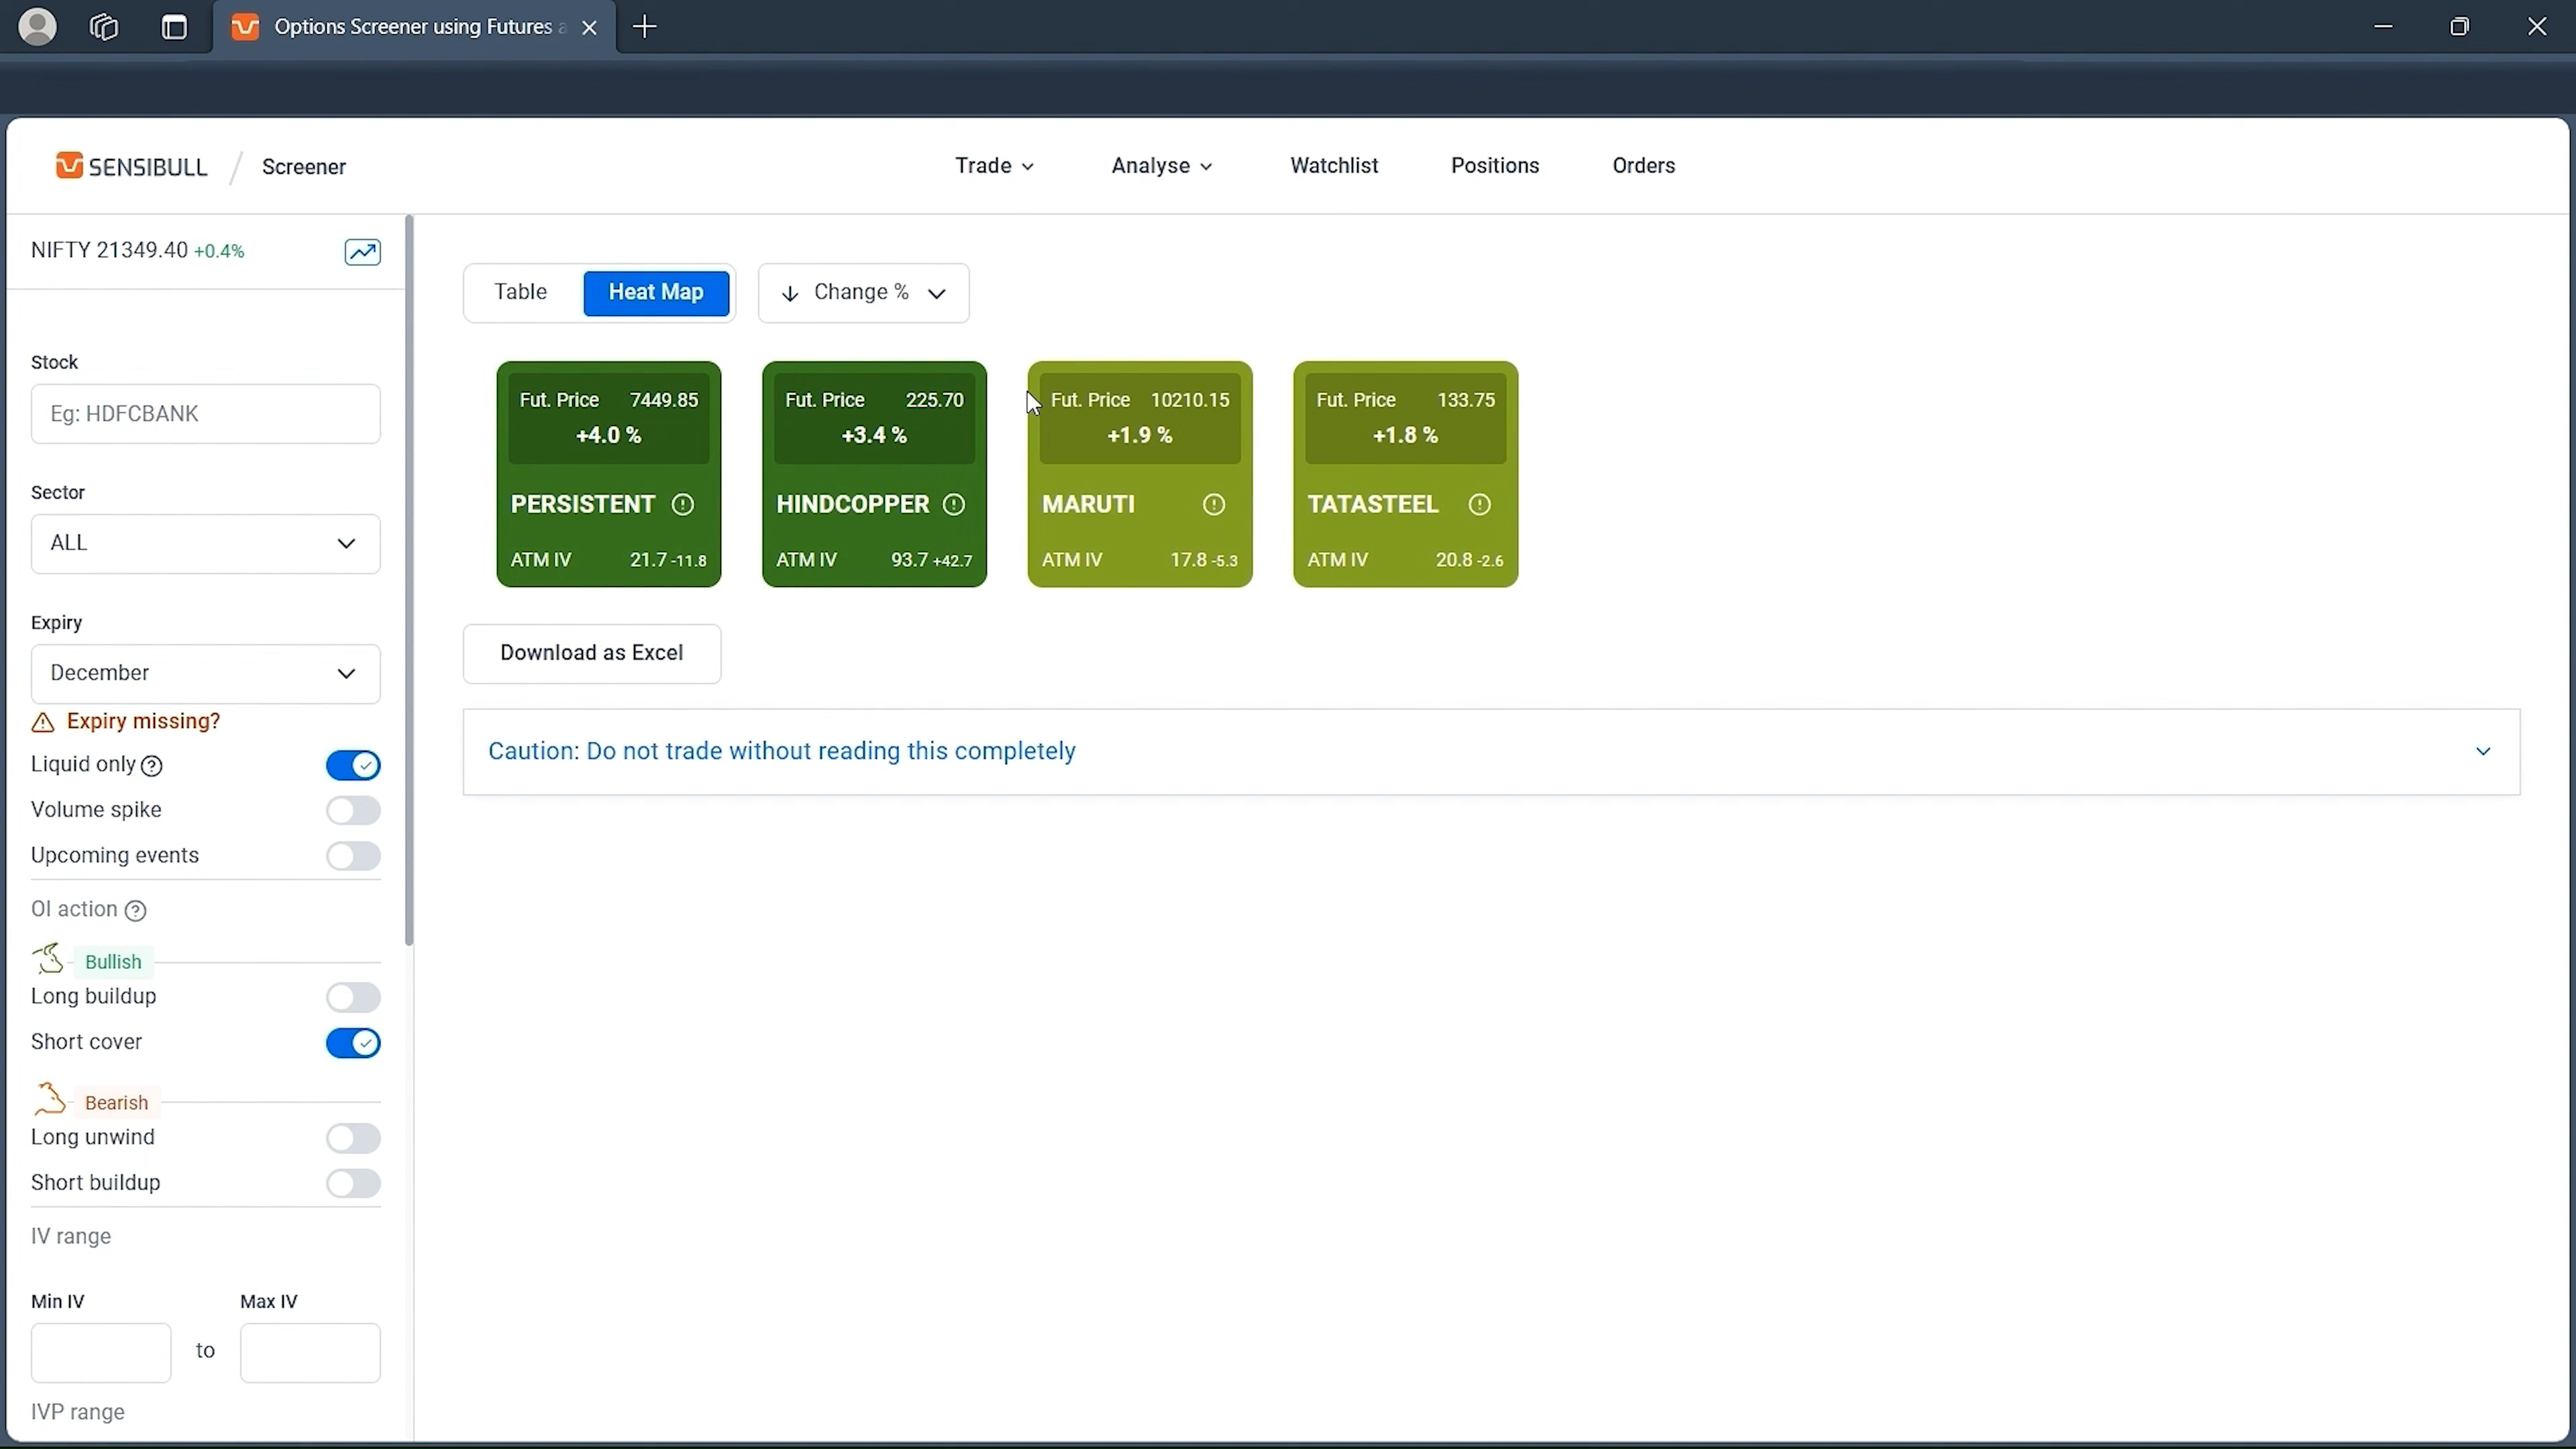 Options Screener using Futures a
SENSIBULL / Screener
Trade
Analyse
Watchlist
Positions
Orders
NIFTY 21349.40 +0.4%
Stock
Eg: HDFCBANK
Sector
ALL
Expiry
December
Expiry missing?
Liquid only
Volume spike
Upcoming events
OI action
Bullish
Long buildup
Short cover
Bearish
Long unwind
Short buildup
IV range
Min IV
Max IV
to
IVP range
Table
Heat Map
Change %
Fut. Price 7449.85
+4.0 %
PERSISTENT
ATM IV 21.7 -11.8
Fut. Price 225.70
+3.4 %
HINDCOPPER
ATM IV 93.7 +42.7
Fut. Price 10210.15
+1.9 %
MARUTI
ATM IV 17.8 -5.3
Fut. Price 133.75
+1.8 %
TATASTEEL
ATM IV 20.8 -2.6
Download as Excel
Caution: Do not trade without reading this completely